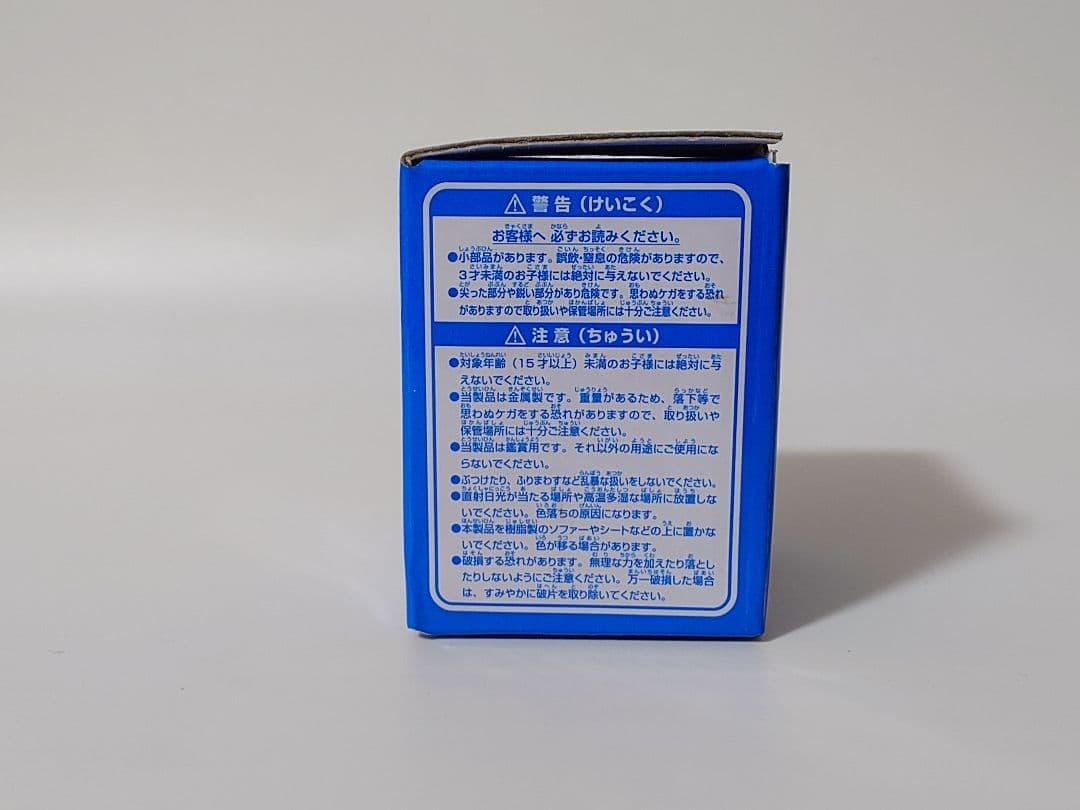 ⚠ 警告（けいこく）
お客様へ 必ずお読みください。
●小部品があります。誤飲・窒息の危険がありますので、
３才未満のお子様には絶対に与えないでください。
●尖った部分や鋭い部分があり危険です。思わぬケガをする恐れ
がありますので取り扱いや保管場所には十分ご注意ください。
⚠ 注意（ちゅうい）
●対象年齢（15才以上）未満のお子様には絶対に与
えないでください。
●当製品は金属製です。重量があるため、落下等で
思わぬケガをする恐れがありますので、取り扱いや
保管場所には十分ご注意ください。
●当製品は鑑賞用です。それ以外の用途にご使用にな
らないでください。
●ぶつけたり、ふりまわすなど乱暴な扱いをしないでください。
●直射日光が当たる場所や高温多湿な場所に放置しな
いでください。色落ちの原因になります。
●本製品を樹脂製のソファーやシートなどの上に置かな
いでください。色が移る場合があります。
●破損する恐れがあります。無理な力を加えたり落とし
たりしないようにご注意ください。万一破損した場合
は、すみやかに破片を取り除いてください。